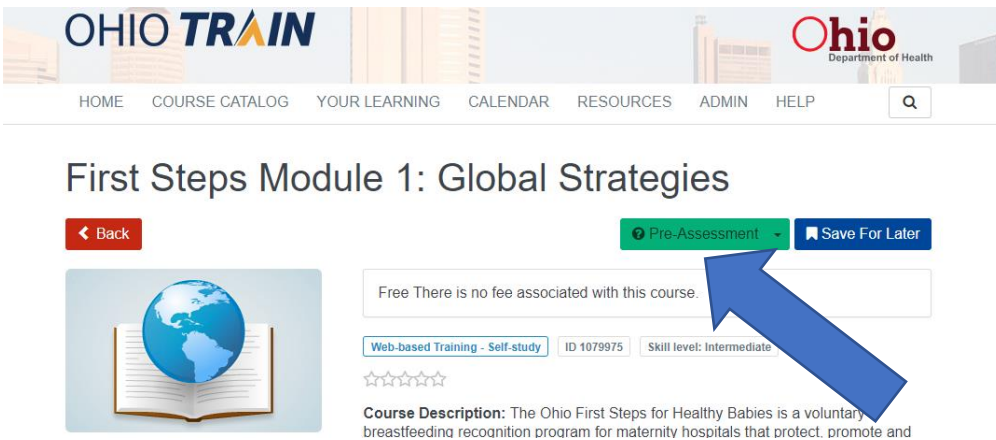 OHIO TRAIN
Ohio
Department of Health
HOME COURSE CATALOG YOUR LEARNING CALENDAR RESOURCES ADMIN HELP
First Steps Module 1: Global Strategies
Back
Pre-Assessment
Save For Later
Free There is no fee associated with this course.
Web-based Training - Self-study ID 1079975 Skill level: Intermediate
Course Description: The Ohio First Steps for Healthy Babies is a voluntary
breastfeeding recognition program for maternity hospitals that protect, promote and